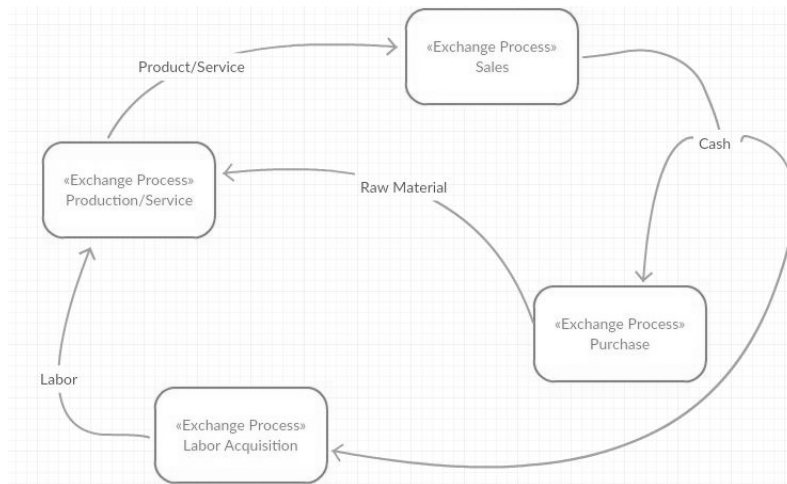 «Exchange Process»
Sales
Product/Service
Cash
«Exchange Process»
Production/Service
Raw Material
«Exchange Process»
Purchase
Labor
«Exchange Process»
Labor Acquisition